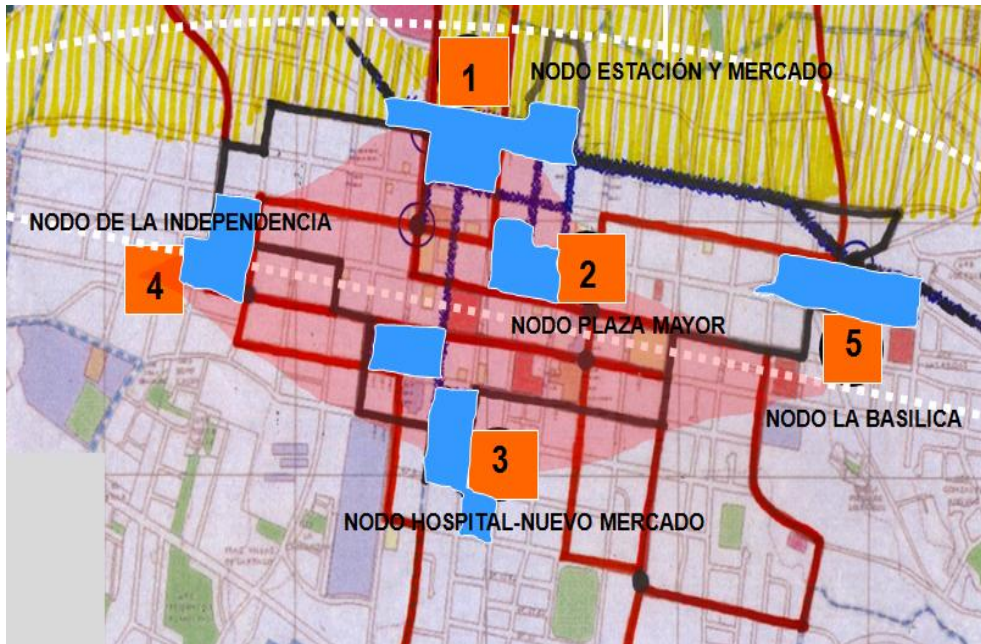 1
NODO ESTACIÓN Y MERCADO
NODO DE LA INDEPENDENCIA
4
2
NODO PLAZA MAYOR
5
NODO LA BASILICA
3
NODO HOSPITAL-NUEVO MERCADO